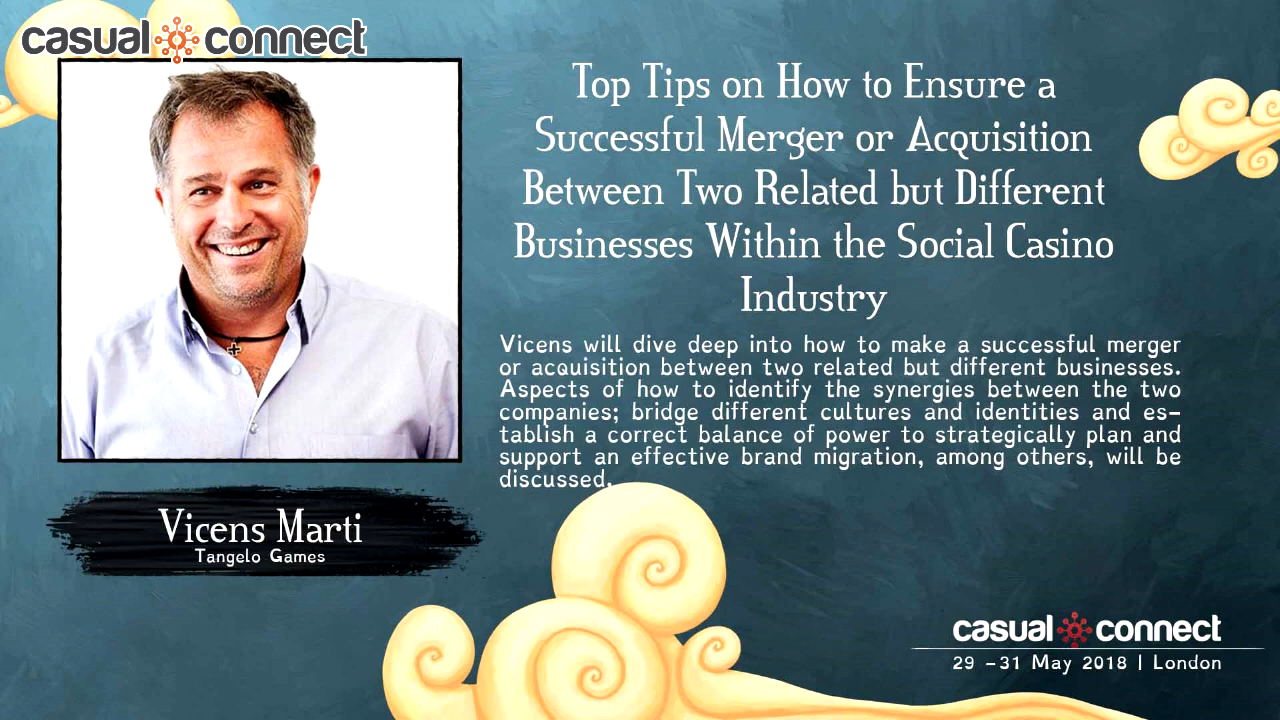 casual connect
Top Tips on How to Ensure a
Successful Merger or Acquisition
Between Two Related but Different
Businesses Within the Social Casino
Industry
Vicens will dive deep into how to make a successful merger
or acquisition between two related but different businesses.
Aspects of how to identify the synergies between the two
companies; bridge different cultures and identities and es-
tablish a correct balance of power to strategically plan and
support an effective brand migration, among others, will be
discussed.
Vicens Marti
Tangelo Games
casual connect
29 -31 May 2018 | London